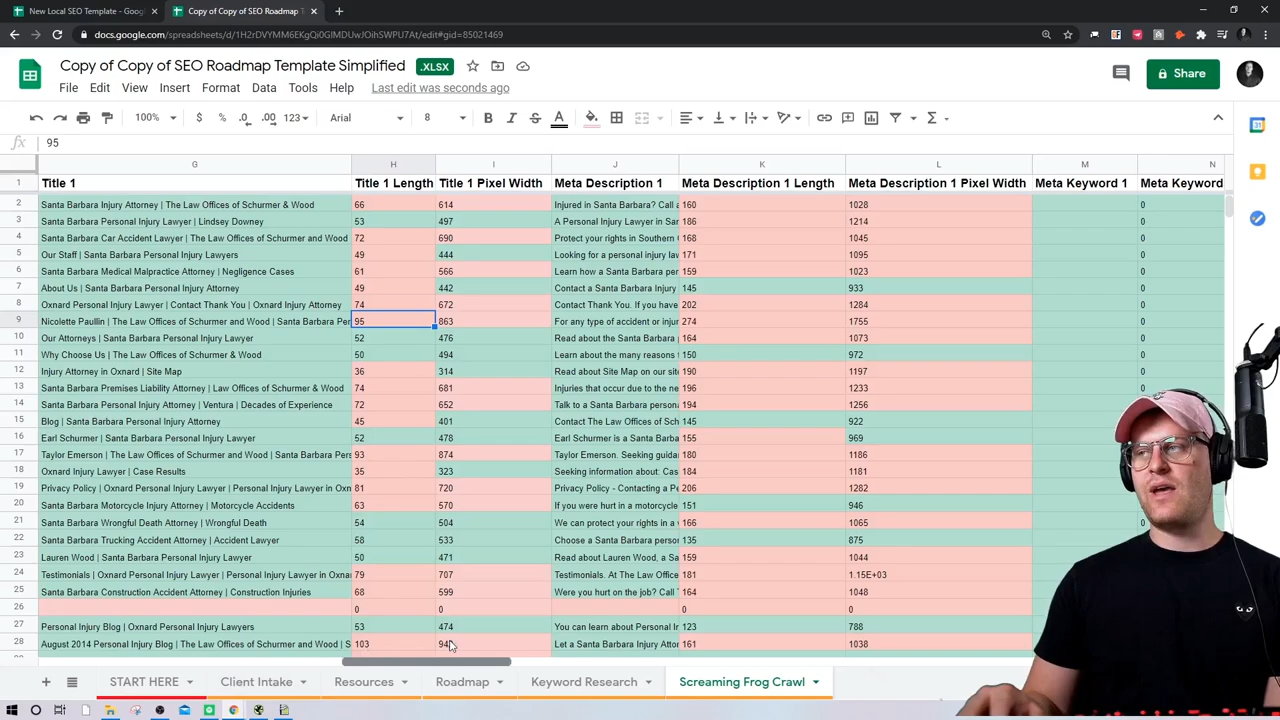 New Local SEO Template - Googl
Copy of Copy of SEO Roadmap T
docs.google.com/spreadsheets/d/1H2rDVYMM6EKgQi0GlMDUwJOihSWPU7At/edit#gid=85021469
Copy of Copy of SEO Roadmap Template Simplified .XLSX
File Edit View Insert Format Data Tools Help Last edit was seconds ago
Share
100% $ % .0 .00 123 Arial 8 B I S A
fx 95
G H I J K L M N
1 Title 1 Title 1 Length Title 1 Pixel Width Meta Description 1 Meta Description 1 Length Meta Description 1 Pixel Width Meta Keyword 1 Meta Keyword
2 Santa Barbara Injury Attorney | The Law Offices of Schurmer & Wood 66 614 Injured in Santa Barbara? Call a 160 1028 0
3 Santa Barbara Personal Injury Lawyer | Lindsey Downey 53 497 A Personal Injury Lawyer in San 186 1214 0
4 Santa Barbara Car Accident Lawyer | The Law Offices of Schurmer and Wood 72 690 Protect your rights in Southern 168 1045 0
5 Our Staff | Santa Barbara Personal Injury Lawyers 49 444 Looking for a personal injury law 171 1095 0
6 Santa Barbara Medical Malpractice Attorney | Negligence Cases 61 566 Learn how a Santa Barbara per 159 1023 0
7 About Us | Santa Barbara Personal Injury Lawyer 49 442 Contact a Santa Barbara Injury 145 933 0
8 Oxnard Personal Injury Lawyer | Contact Thank You | Oxnard Injury Attorney 74 672 Contact Thank You. If you have 202 1284 0
9 Nicolette Paullin | The Law Offices of Schurmer and Wood | Santa Barbara Per 95 863 For any type of accident or injur 274 1755 0
10 Our Attorneys | Santa Barbara Personal Injury Lawyer 52 476 Read about the Santa Barbara 164 1073 0
11 Why Choose Us | The Law Offices of Schurmer & Wood 50 494 Learn about the many reasons 150 972 0
12 Injury Attorney in Oxnard | Site Map 36 314 Read about Site Map on our sit 190 1197 0
13 Santa Barbara Premises Liability Attorney | Law Offices of Schurmer & Wood 74 681 Injuries that occur due to the ne 196 1233 0
14 Santa Barbara Personal Injury Attorney | Ventura | Decades of Experience 72 652 Talk to a Santa Barbara persona 194 1256 0
15 Blog | Santa Barbara Personal Injury Attorney 45 401 Contact The Law Offices of Sch 145 922 0
16 Earl Schurmer | Santa Barbara Personal Injury Lawyer 52 478 Earl Schurmer is a Santa Barba 155 969
17 Taylor Emerson | The Law Offices of Schurmer and Wood | Santa Barbara Pers 93 874 Taylor Emerson. Seeking guida 180 1186
18 Oxnard Injury Lawyer | Case Results 35 323 Seeking information about: Cas 184 1181
19 Privacy Policy | Oxnard Personal Injury Lawyer | Personal Injury Lawyer in Oxn 81 720 Privacy Policy - Contacting a Pe 206 1282
20 Santa Barbara Motorcycle Injury Attorney | Motorcycle Accidents 63 570 If you were hurt in a motorcycle 151 946
21 Santa Barbara Wrongful Death Attorney | Wrongful Death 54 504 We can protect your rights in a 166 1065 0
22 Santa Barbara Trucking Accident Attorney | Accident Lawyer 58 533 Choose a Santa Barbara person 135 875
23 Lauren Wood | Santa Barbara Personal Injury Lawyer 50 471 Read about Lauren Wood, a Sa 159 1044
24 Testimonials | Oxnard Personal Injury Lawyer | Personal Injury Lawyer in Oxna 79 707 Testimonials. At The Law Office 181 1.15E+03
25 Santa Barbara Construction Accident Attorney | Construction Injuries 68 599 Were you hurt on the job? Call 164 1048
26 0 0 0 0
27 Personal Injury Blog | Oxnard Personal Injury Lawyers 53 474 You can learn about Personal In 123 788
28 August 2014 Personal Injury Blog | The Law Offices of Schurmer and Wood | S 103 Let a Santa Barbara Injury Attor 161 1038
START HERE Client Intake Resources Roadmap Keyword Research Screaming Frog Crawl